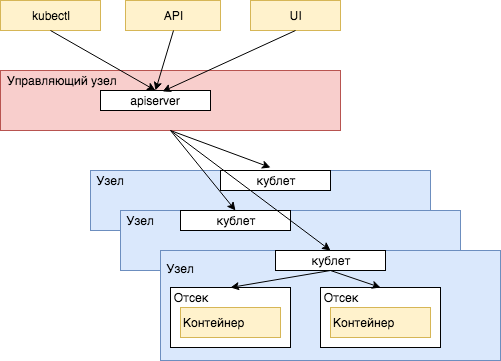 kubectl
API
UI
Управляющий узел
apiserver
Узел
кублет
Узел
кублет
Узел
кублет
Отсек
Контейнер
Отсек
Контейнер